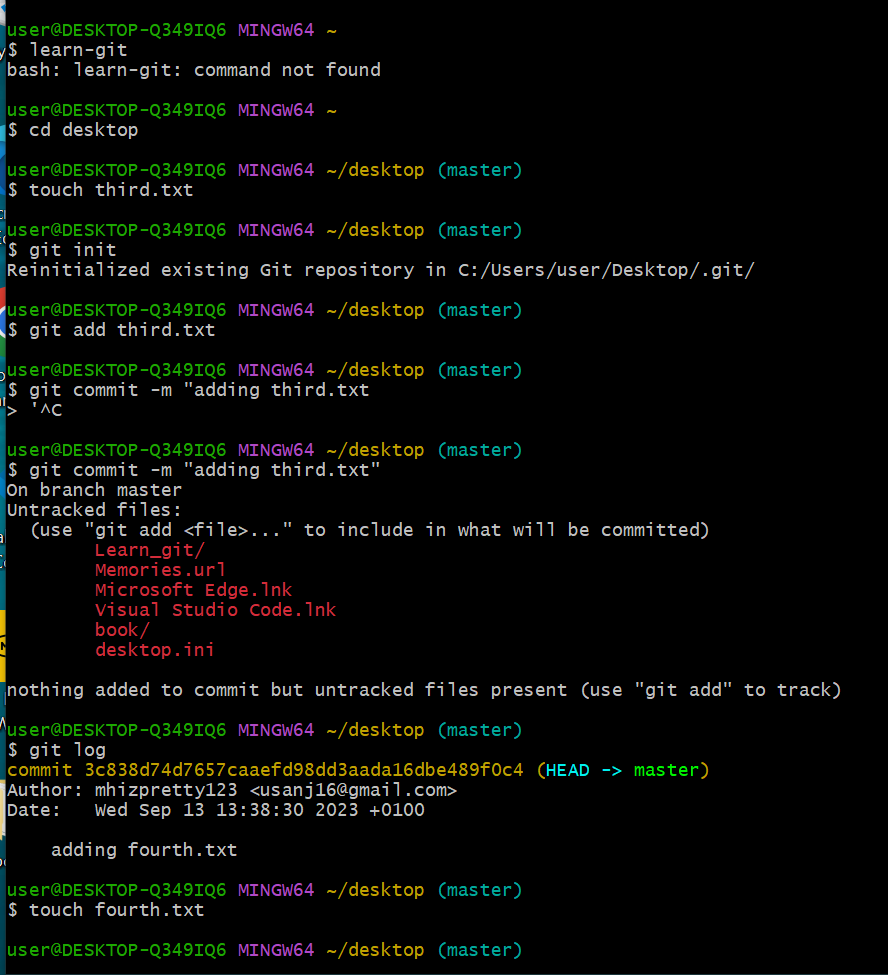 user@DESKTOP-Q349IQ6 MINGW64 ~
$ learn-git
bash: learn-git: command not found
user@DESKTOP-Q349IQ6 MINGW64 ~
$ cd desktop
user@DESKTOP-Q349IQ6 MINGW64 ~/desktop (master)
$ touch third.txt
user@DESKTOP-Q349IQ6 MINGW64 ~/desktop (master)
$ git init
Reinitialized existing Git repository in C:/Users/user/Desktop/.git/
user@DESKTOP-Q349IQ6 MINGW64 ~/desktop (master)
$ git add third.txt
user@DESKTOP-Q349IQ6 MINGW64 ~/desktop (master)
$ git commit -m "adding third.txt
> '^C
user@DESKTOP-Q349IQ6 MINGW64 ~/desktop (master)
$ git commit -m "adding third.txt"
On branch master
Untracked files:
  (use "git add <file>..." to include in what will be committed)
        Learn_git/
        Memories.url
        Microsoft Edge.lnk
        Visual Studio Code.lnk
        book/
        desktop.ini
nothing added to commit but untracked files present (use "git add" to track)
user@DESKTOP-Q349IQ6 MINGW64 ~/desktop (master)
$ git log
commit 3c838d74d7657caaefd98dd3aada16dbe489f0c4 (HEAD -> master)
Author: mhizpretty123 <usanj16@gmail.com>
Date:   Wed Sep 13 13:38:30 2023 +0100
    adding fourth.txt
user@DESKTOP-Q349IQ6 MINGW64 ~/desktop (master)
$ touch fourth.txt
user@DESKTOP-Q349IQ6 MINGW64 ~/desktop (master)